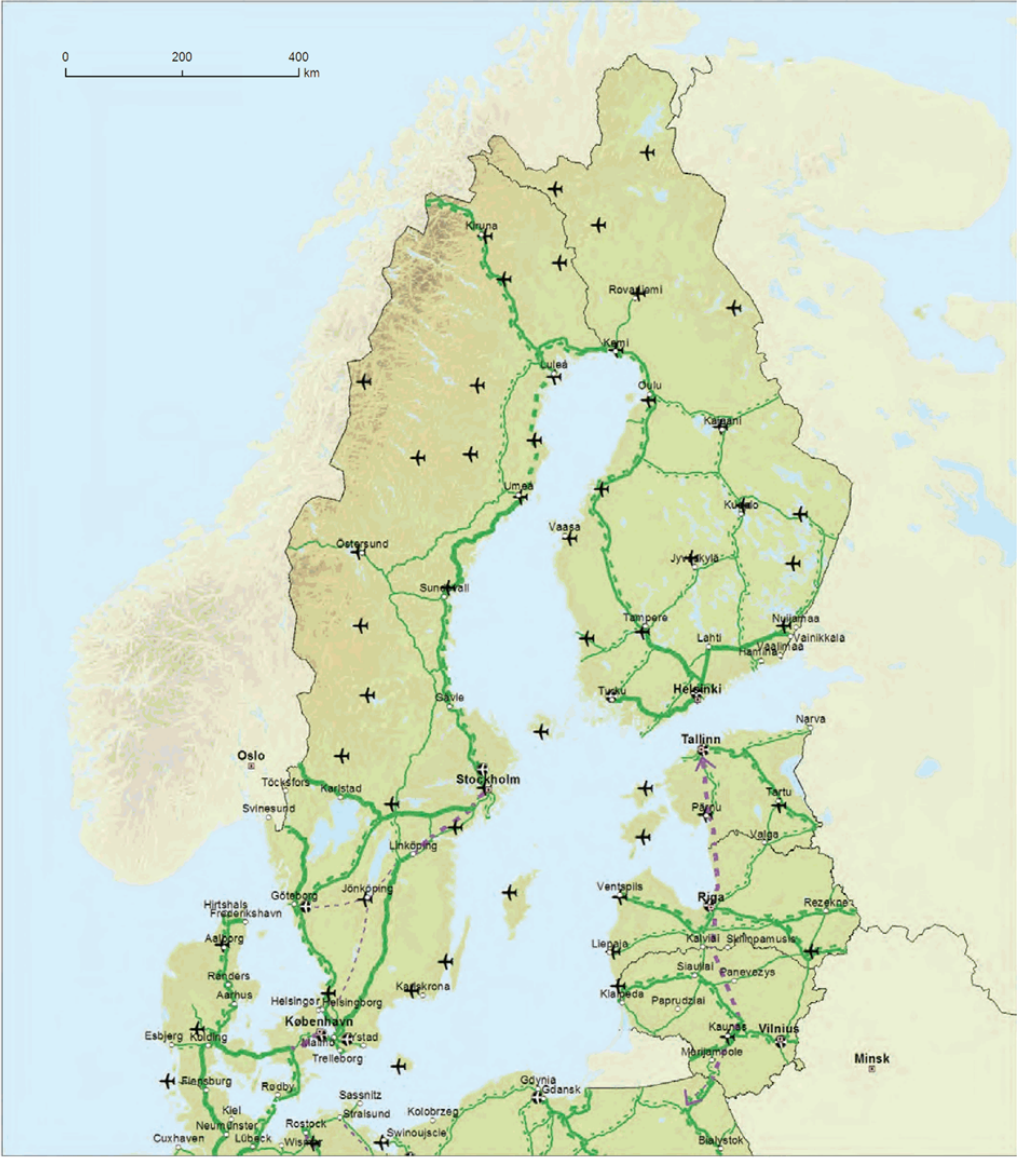 0 200 400
km
Kiruna
Rovaniemi
Kemi
Luleå
Oulu
Kajaani
Umeå
Kuopio
Vaasa
Östersund
Jyväskylä
Sundsvall
Tampere
Nuijamaa
Lahti
Vainikkala
Vaalimaa
Hamina
Turku
Helsinki
Gävle
Narva
Tallinn
Oslo
Stockholm
Töcksfors
Karlstad
Tartu
Svinesund
Pärnu
Valga
Linköping
Jönköping
Ventspils
Göteborg
Riga
Rezekne
Hirtshals
Frederikshavn
Aalborg
Liepaja
Kalviai
Skhinpamusis
Siauliai
Panevezys
Randers
Karlskrona
Klaipeda
Aarhus
Helsingør
Helsingborg
Paprudziai
København
Kaunas
Vilnius
Esbjerg
Kolding
Malmö
Ystad
Trelleborg
Marijampole
Minsk
Flensburg
Rødby
Gdynia
Gdansk
Sassnitz
Kiel
Stralsund
Kolobrzeg
Neumünster
Rostock
Swinoujscie
Cuxhaven
Lübeck
Wismar
Bialystok